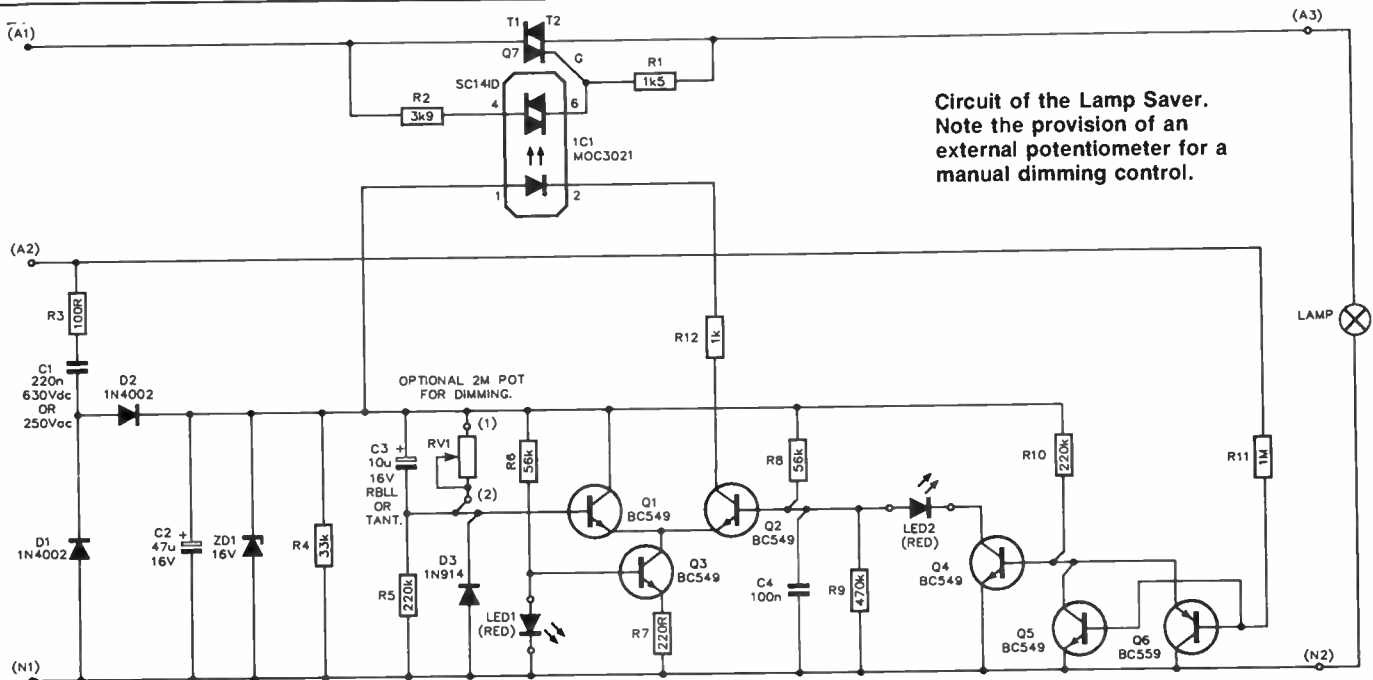 (A1)
T1
T2
(A3)
Q7
G
R1
1k5
SC141D
R2
3k9
4
6
1C1
MOC3021
1
2
Circuit of the Lamp Saver.
Note the provision of an
external potentiometer for a
manual dimming control.
(A2)
R3
100R
R12
1k
LAMP
C1
220n
630Vdc
OR
250Vac
D2
1N4002
OPTIONAL 2M POT
FOR DIMMING.
(1)
RV1
(2)
C3
+
10u
16V
RBLL
OR
TANT.
R6
56k
R8
56k
R10
220k
R11
1M
Q1
BC549
Q2
BC549
LED2
(RED)
D1
1N4002
C2
+
47u
16V
ZD1
16V
R4
33k
R5
220k
D3
1N914
LED1
(RED)
Q3
BC549
R7
220R
C4
100n
R9
470k
Q4
BC549
Q5
BC549
Q6
BC559
(N1)
(N2)